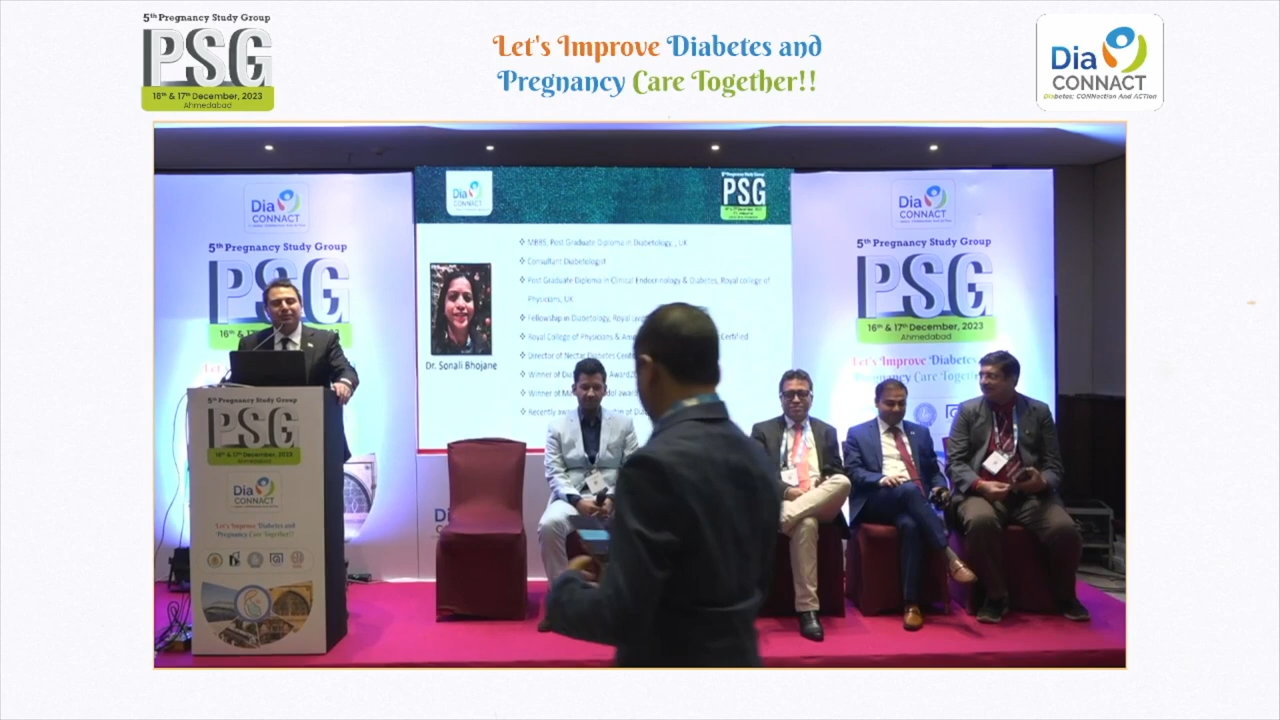 5th Pregnancy Study Group
PSG
16th & 17th December, 2023
Ahmedabad
Let's Improve Diabetes and
Pregnancy Care Together!!
Dia
CONNACT
Diabetes; CONNection And ACTion
Dia
CONNACT
5th Pregnancy Study Group
PSG
16th & 17th
Dia
CONNACT
PSG
MBBS, Post Graduate Diploma in Diabetology, , UK
Consultant Diabetologist
Post Graduate Diploma in Clinical Endocrinology & Diabetes, Royal college of
Physicians, UK
Fellowship in Diabetology, Royal
Royal College of Physicians & Certified
Director of Nectar Diabetes
Winner of
Winner of
Recently
Dr. Sonali Bhojane
Dia
CONNACT
5th Pregnancy Study Group
PSG
16th & 17th December, 2023
Ahmedabad
Let's Improve Diabetes
Pregnancy Care
5th Pregnancy Study Group
PSG
16th & 17th December, 2023
Ahmedabad
Dia
CONNACT
Let's Improve Diabetes and
Pregnancy Care Together!!